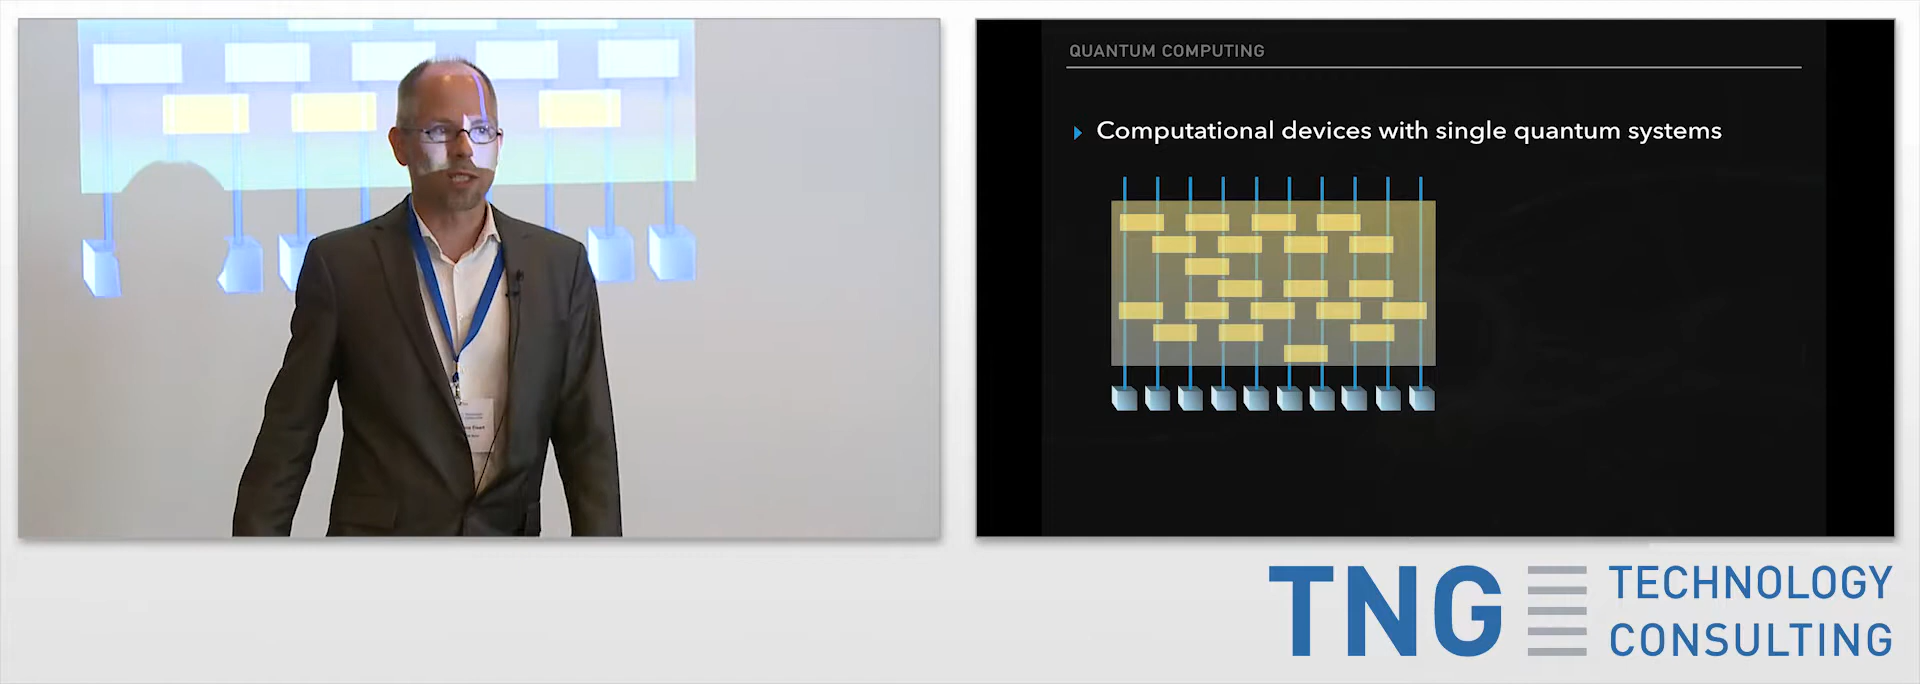 QUANTUM COMPUTING
Computational devices with single quantum systems
TNG TECHNOLOGY
CONSULTING